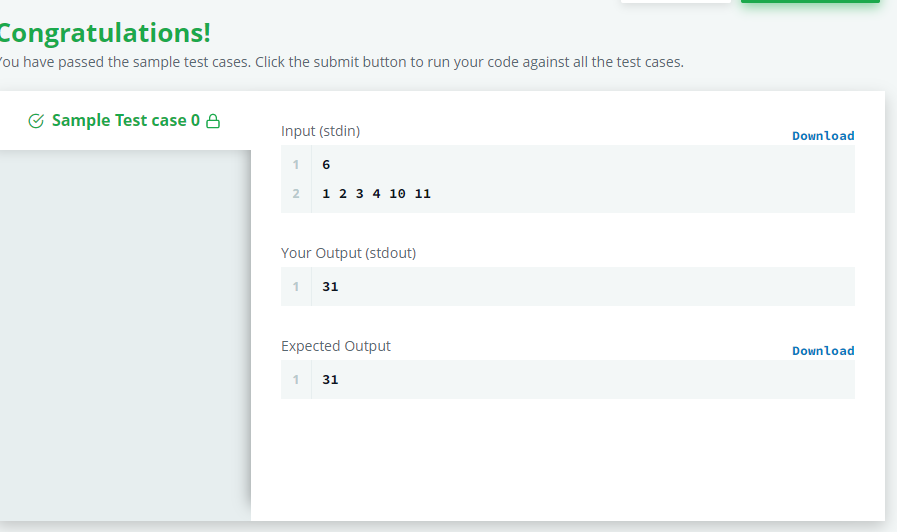 Congratulations!
You have passed the sample test cases. Click the submit button to run your code against all the test cases.
Sample Test case 0
Input (stdin)
Download
1 6
2 1 2 3 4 10 11
Your Output (stdout)
1 31
Expected Output
Download
1 31